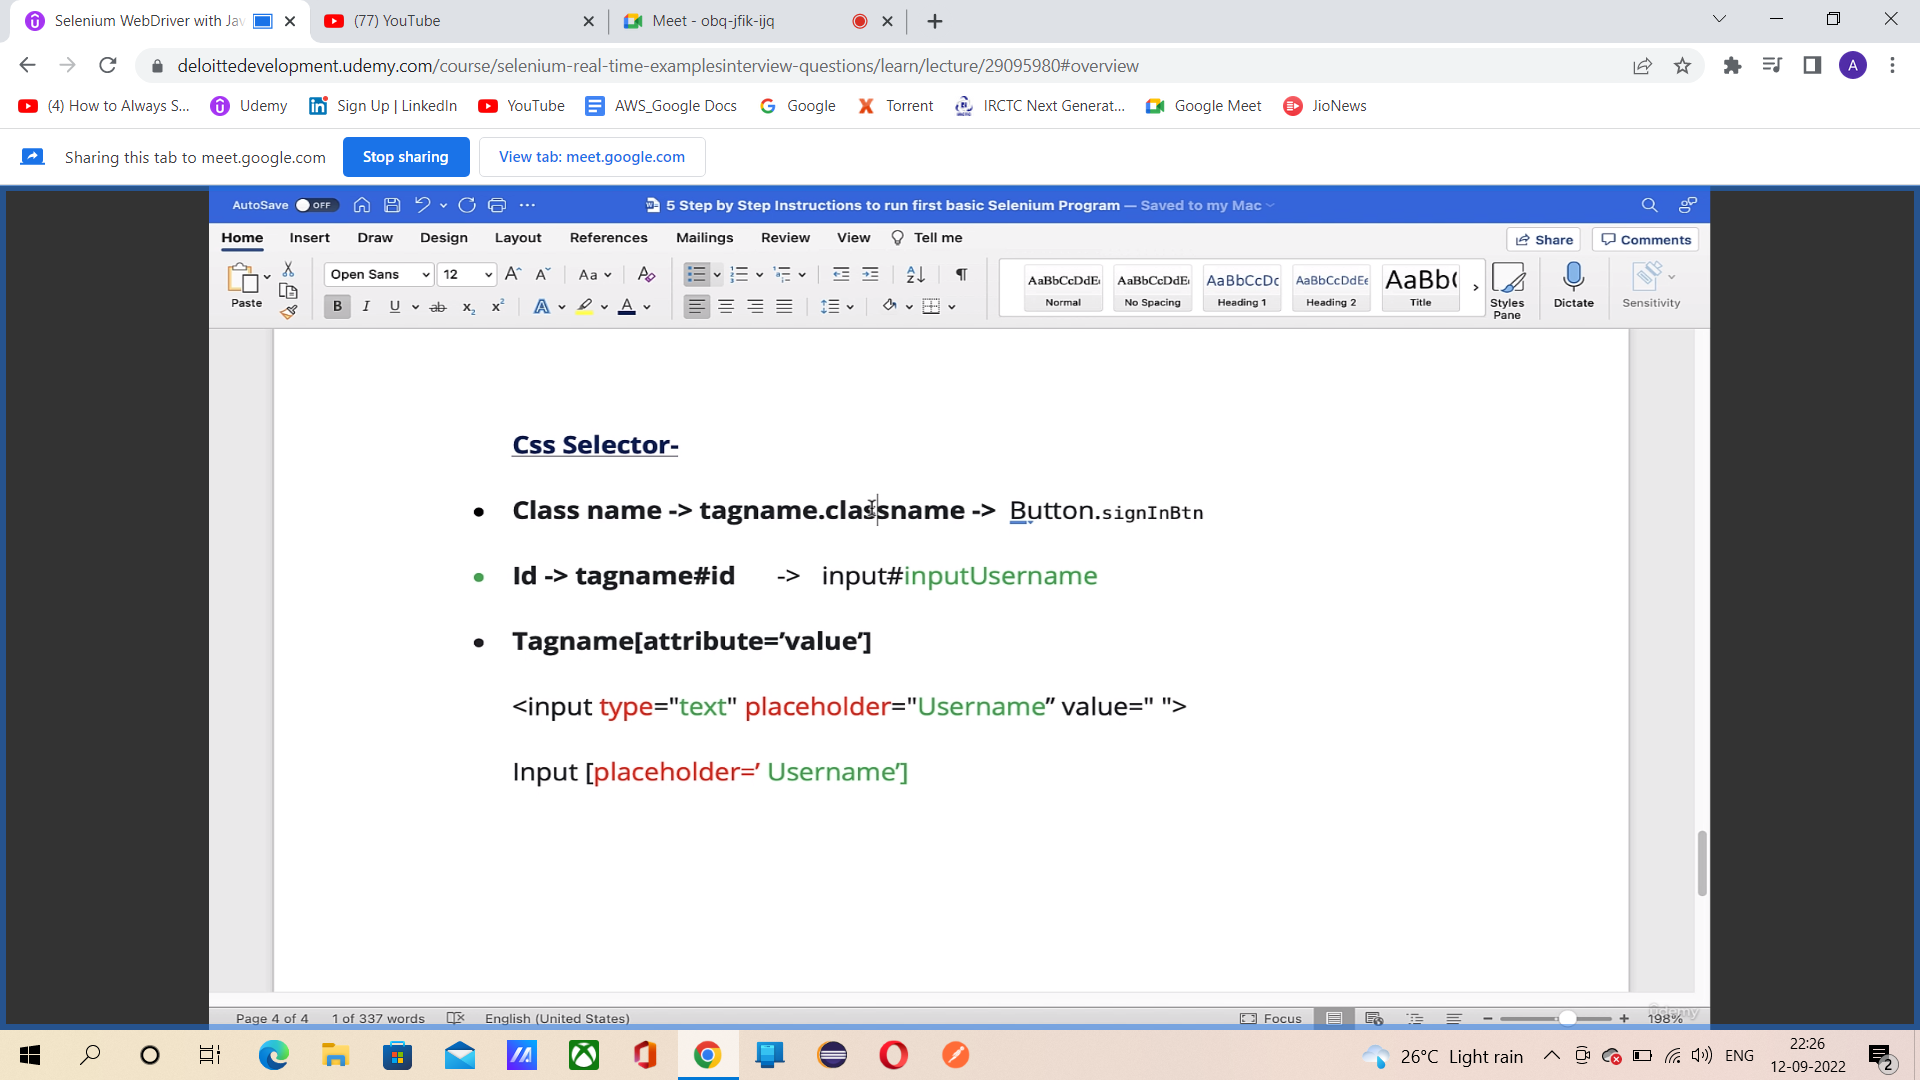 Selenium WebDriver with Jav
(77) YouTube
Meet - obq-jfik-ijq
deloittedevelopment.udemy.com/course/selenium-real-time-examplesinterview-questions/learn/lecture/29095980#overview
A
(4) How to Always S...
Udemy
Sign Up | LinkedIn
YouTube
AWS_Google Docs
Google
Torrent
IRCTC Next Generat...
Google Meet
JioNews
Sharing this tab to meet.google.com
Stop sharing
View tab: meet.google.com
AutoSave OFF
5 Step by Step Instructions to run first basic Selenium Program — Saved to my Mac
Home Insert Draw Design Layout References Mailings Review View Tell me
Share
Comments
Paste
Open Sans
12
Aa
B I U ab x₂ x²
AaBbCcDdE
Normal
AaBbCcDdE
No Spacing
AaBbCcDc
Heading 1
AaBbCcDdEe
Heading 2
AaBb(
Title
Styles
Pane
Dictate
Sensitivity
Css Selector-
• Class name -> tagname.classname -> Button.signInBtn
• Id -> tagname#id -> input#inputUsername
• Tagname[attribute=’value’]
<input type="text" placeholder="Username” value=" ">
Input [placeholder=’ Username’]
Page 4 of 4
1 of 337 words
English (United States)
Focus
198%
Udemy
26°C Light rain
ENG
22:26
12-09-2022
2